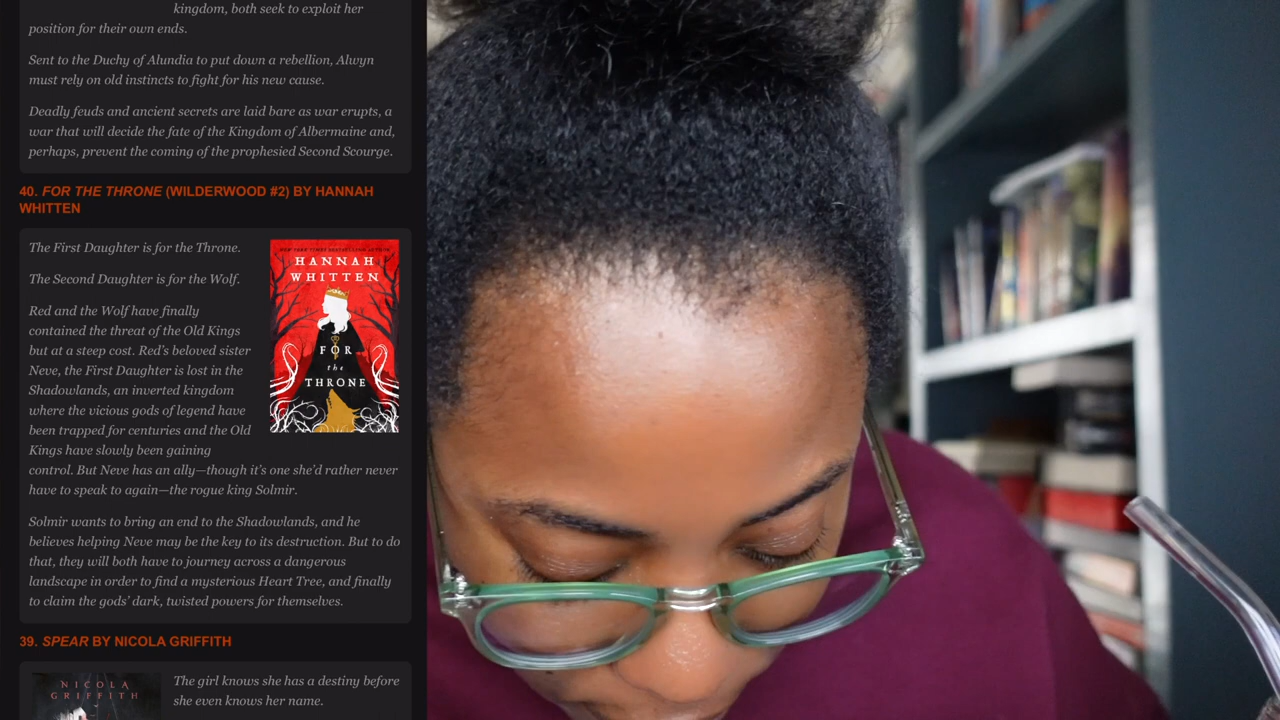 kingdom, both seek to exploit her
position for their own ends.
Sent to the Duchy of Alundia to put down a rebellion, Alwyn
must rely on old instincts to fight for his new cause.
Deadly feuds and ancient secrets are laid bare as war erupts, a
war that will decide the fate of the Kingdom of Albermaine and,
perhaps, prevent the coming of the prophesied Second Scourge.
40. FOR THE THRONE (WILDERWOOD #2) BY HANNAH
WHITTEN
The First Daughter is for the Throne.
The Second Daughter is for the Wolf.
Red and the Wolf have finally
contained the threat of the Old Kings
but at a steep cost. Red's beloved sister
Neve, the First Daughter is lost in the
Shadowlands, an inverted kingdom
where the vicious gods of legend have
been trapped for centuries and the Old
Kings have slowly been gaining
control. But Neve has an ally—though it's one she'd rather never
have to speak to again—the rogue king Solmir.
Solmir wants to bring an end to the Shadowlands, and he
believes helping Neve may be the key to its destruction. But to do
that, they will both have to journey across a dangerous
landscape in order to find a mysterious Heart Tree, and finally
to claim the gods' dark, twisted powers for themselves.
HANNAH
WHITTEN
FOR
the
THRONE
39. SPEAR BY NICOLA GRIFFITH
NICOLA
GRIFFITH
The girl knows she has a destiny before
she even knows her name.